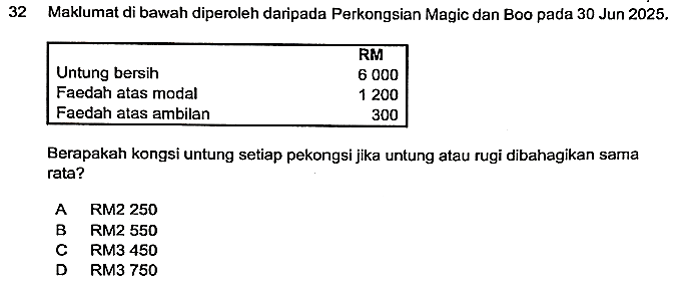 32 Maklumat di bawah diperoleh daripada Perkongsian Magic dan Boo pada 30 Jun 2025.
RM
Untung bersih 6 000
Faedah atas modal 1 200
Faedah atas ambilan 300
Berapakah kongsi untung setiap pekongsi jika untung atau rugi dibahagikan sama
rata?
A RM2 250
B RM2 550
C RM3 450
D RM3 750